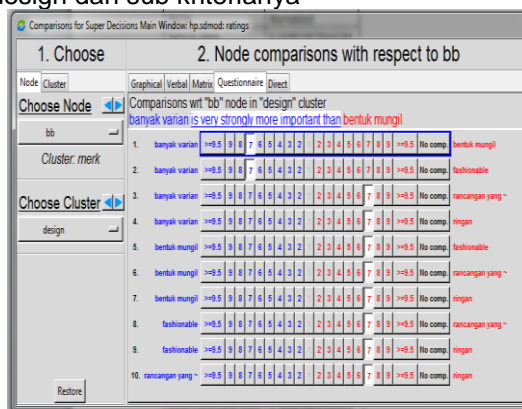 design dan sub kriterianya
Comparisons for Super Decisions Main Window: hp.sdmod: ratings
1. Choose
2. Node comparisons with respect to bb
Node Cluster
Graphical Verbal Matrix Questionnaire Direct
Choose Node
bb
Cluster: merk
Choose Cluster
design
Restore
Comparisons wrt "bb" node in "design" cluster
banyak varian is very strongly more important than bentuk mungil
1. banyak varian >=9.5 9 8 7 6 5 4 3 2 2 3 4 5 6 7 8 9 >=9.5 No comp. bentuk mungil
2. banyak varian >=9.5 9 8 7 6 5 4 3 2 2 3 4 5 6 7 8 9 >=9.5 No comp. fashionable
3. banyak varian >=9.5 9 8 7 6 5 4 3 2 2 3 4 5 6 7 8 9 >=9.5 No comp. rancangan yang ~
4. banyak varian >=9.5 9 8 7 6 5 4 3 2 2 3 4 5 6 7 8 9 >=9.5 No comp. ringan
5. bentuk mungil >=9.5 9 8 7 6 5 4 3 2 2 3 4 5 6 7 8 9 >=9.5 No comp. fashionable
6. bentuk mungil >=9.5 9 8 7 6 5 4 3 2 2 3 4 5 6 7 8 9 >=9.5 No comp. rancangan yang ~
7. bentuk mungil >=9.5 9 8 7 6 5 4 3 2 2 3 4 5 6 7 8 9 >=9.5 No comp. ringan
8. fashionable >=9.5 9 8 7 6 5 4 3 2 2 3 4 5 6 7 8 9 >=9.5 No comp. rancangan yang ~
9. fashionable >=9.5 9 8 7 6 5 4 3 2 2 3 4 5 6 7 8 9 >=9.5 No comp. ringan
10. rancangan yang ~ >=9.5 9 8 7 6 5 4 3 2 2 3 4 5 6 7 8 9 >=9.5 No comp. ringan